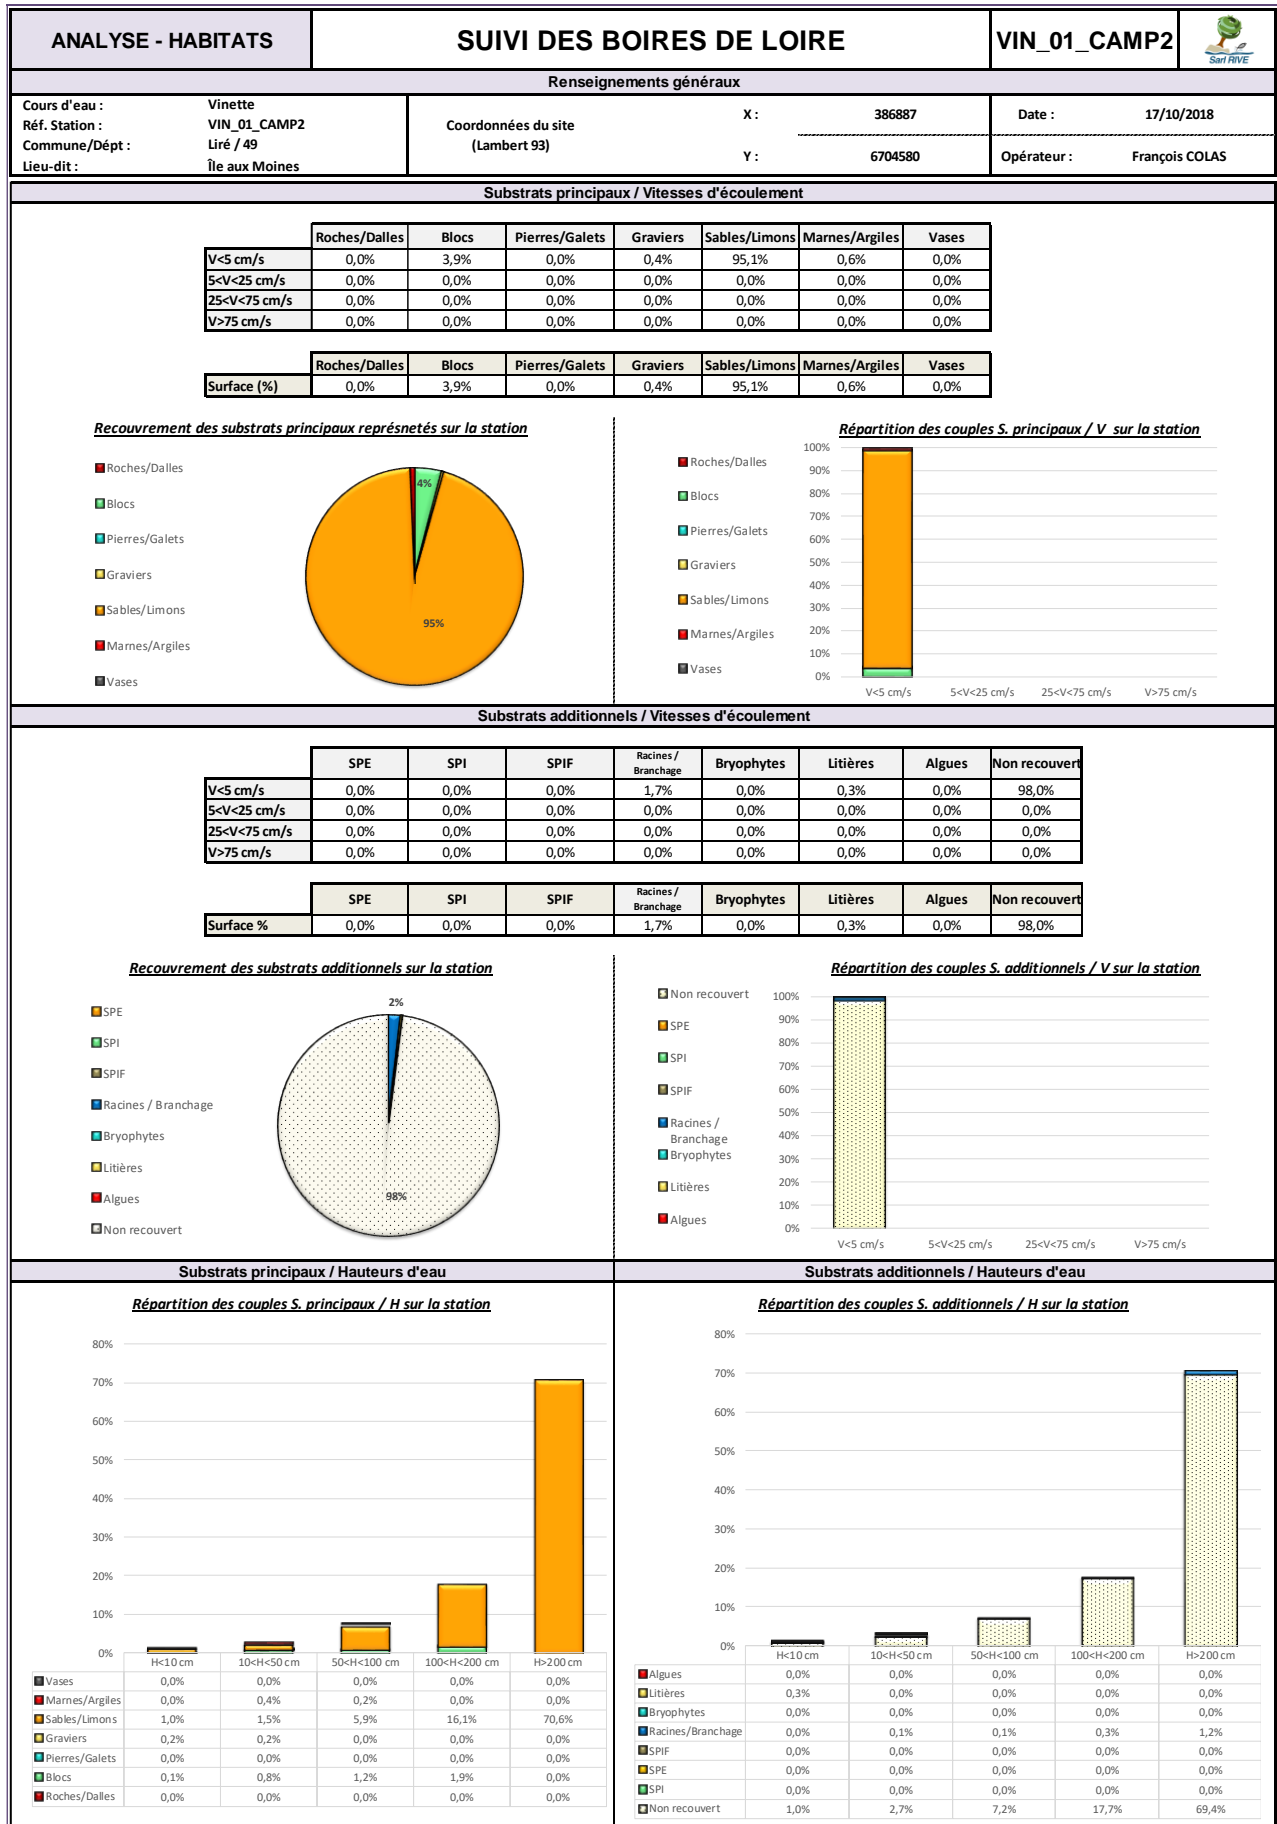 ANALYSE - HABITATS
SUIVI DES BOIRES DE LOIRE
VIN_01_CAMP2
Sarl RIVE
Renseignements généraux
Cours d'eau : Vinette
Réf. Station : VIN_01_CAMP2
Commune/Dépt : Liré / 49
Lieu-dit : Île aux Moines
Coordonnées du site
(Lambert 93)
X : 386887
Y : 6704580
Date : 17/10/2018
Opérateur : François COLAS
Substrats principaux / Vitesses d'écoulement
Roches/Dalles Blocs Pierres/Galets Graviers Sables/Limons Marnes/Argiles Vases
V<5 cm/s 0,0% 3,9% 0,0% 0,4% 95,1% 0,6% 0,0%
5<V<25 cm/s 0,0% 0,0% 0,0% 0,0% 0,0% 0,0% 0,0%
25<V<75 cm/s 0,0% 0,0% 0,0% 0,0% 0,0% 0,0% 0,0%
V>75 cm/s 0,0% 0,0% 0,0% 0,0% 0,0% 0,0% 0,0%
Roches/Dalles Blocs Pierres/Galets Graviers Sables/Limons Marnes/Argiles Vases
Surface (%) 0,0% 3,9% 0,0% 0,4% 95,1% 0,6% 0,0%
Recouvrement des substrats principaux représnetés sur la station
Roches/Dalles
Blocs
Pierres/Galets
Graviers
Sables/Limons
Marnes/Argiles
Vases
4%
95%
Répartition des couples S. principaux / V sur la station
Roches/Dalles
Blocs
Pierres/Galets
Graviers
Sables/Limons
Marnes/Argiles
Vases
100%
90%
80%
70%
60%
50%
40%
30%
20%
10%
0%
V<5 cm/s 5<V<25 cm/s 25<V<75 cm/s V>75 cm/s
Substrats additionnels / Vitesses d'écoulement
SPE SPI SPIF Racines / Branchage Bryophytes Litières Algues Non recouvert
V<5 cm/s 0,0% 0,0% 0,0% 1,7% 0,0% 0,3% 0,0% 98,0%
5<V<25 cm/s 0,0% 0,0% 0,0% 0,0% 0,0% 0,0% 0,0% 0,0%
25<V<75 cm/s 0,0% 0,0% 0,0% 0,0% 0,0% 0,0% 0,0% 0,0%
V>75 cm/s 0,0% 0,0% 0,0% 0,0% 0,0% 0,0% 0,0% 0,0%
SPE SPI SPIF Racines / Branchage Bryophytes Litières Algues Non recouvert
Surface % 0,0% 0,0% 0,0% 1,7% 0,0% 0,3% 0,0% 98,0%
Recouvrement des substrats additionnels sur la station
SPE
SPI
SPIF
Racines / Branchage
Bryophytes
Litières
Algues
Non recouvert
2%
98%
Répartition des couples S. additionnels / V sur la station
Non recouvert
SPE
SPI
SPIF
Racines /
Branchage
Bryophytes
Litières
Algues
100%
90%
80%
70%
60%
50%
40%
30%
20%
10%
0%
V<5 cm/s 5<V<25 cm/s 25<V<75 cm/s V>75 cm/s
Substrats principaux / Hauteurs d'eau
Répartition des couples S. principaux / H sur la station
80%
70%
60%
50%
40%
30%
20%
10%
0%
H<10 cm 10<H<50 cm 50<H<100 cm 100<H<200 cm H>200 cm
Vases 0,0% 0,0% 0,0% 0,0% 0,0%
Marnes/Argiles 0,0% 0,4% 0,2% 0,0% 0,0%
Sables/Limons 1,0% 1,5% 5,9% 16,1% 70,6%
Graviers 0,2% 0,2% 0,0% 0,0% 0,0%
Pierres/Galets 0,0% 0,0% 0,0% 0,0% 0,0%
Blocs 0,1% 0,8% 1,2% 1,9% 0,0%
Roches/Dalles 0,0% 0,0% 0,0% 0,0% 0,0%
Substrats additionnels / Hauteurs d'eau
Répartition des couples S. additionnels / H sur la station
80%
70%
60%
50%
40%
30%
20%
10%
0%
H<10 cm 10<H<50 cm 50<H<100 cm 100<H<200 cm H>200 cm
Algues 0,0% 0,0% 0,0% 0,0% 0,0%
Litières 0,3% 0,0% 0,0% 0,0% 0,0%
Bryophytes 0,0% 0,0% 0,0% 0,0% 0,0%
Racines/Branchage 0,0% 0,1% 0,1% 0,3% 1,2%
SPIF 0,0% 0,0% 0,0% 0,0% 0,0%
SPE 0,0% 0,0% 0,0% 0,0% 0,0%
SPI 0,0% 0,0% 0,0% 0,0% 0,0%
Non recouvert 1,0% 2,7% 7,2% 17,7% 69,4%